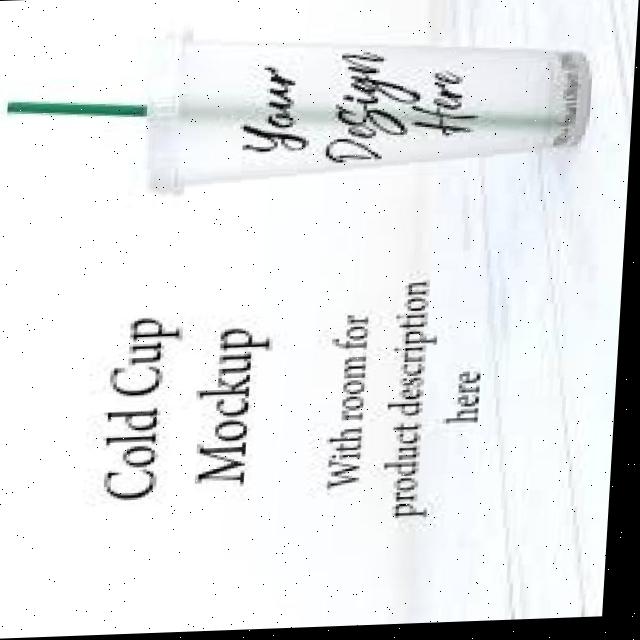 Your
Design
Here
Cold Cup
Mockup
With room for
product description
here